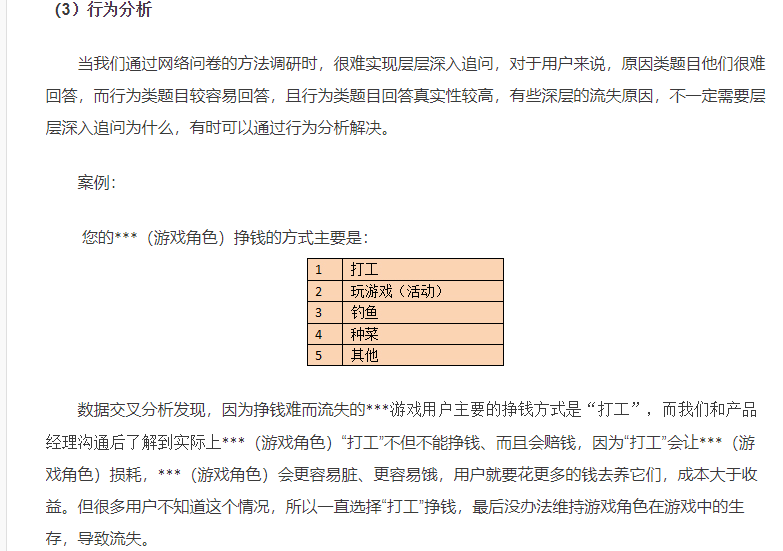 （3）行为分析
当我们通过网络问卷的方法调研时，很难实现层层深入追问，对于用户来说，原因类题目他们很难
回答，而行为类题目较容易回答，且行为类题目回答真实性较高，有些深层的流失原因，不一定需要层
层深入追问为什么，有时可以通过行为分析解决。
案例：
您的***（游戏角色）挣钱的方式主要是：
1 打工
2 玩游戏（活动）
3 钓鱼
4 种菜
5 其他
数据交叉分析发现，因为挣钱难而流失的***游戏用户主要的挣钱方式是“打工”，而我们和产品
经理沟通后了解到实际上***（游戏角色）“打工”不但不能挣钱、而且会赔钱，因为“打工”会让***（游
戏角色）损耗，***（游戏角色）会更容易脏、更容易饿，用户就要花更多的钱去养它们，成本大于收
益。但很多用户不知道这个情况，所以一直选择“打工”挣钱，最后没办法维持游戏角色在游戏中的生
存，导致流失。